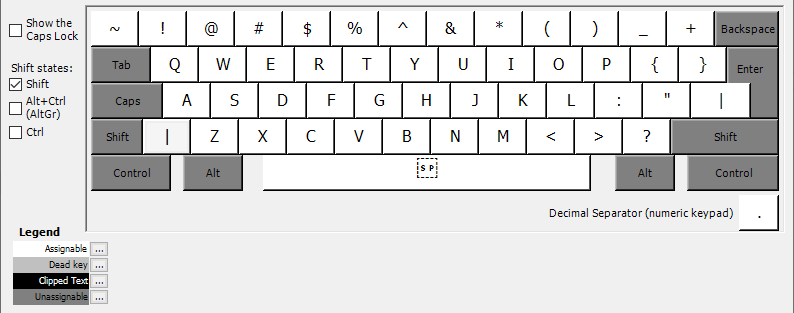 Show the
Caps Lock
Shift states:
Shift
Alt+Ctrl
(AltGr)
Ctrl
~ ! @ # $ % ^ & * ( ) _ + Backspace
Tab Q W E R T Y U I O P { } Enter
Caps A S D F G H J K L : " |
Shift | Z X C V B N M < > ? Shift
Control Alt SP Alt Control
Decimal Separator (numeric keypad) .
Legend
Assignable ...
Dead key ...
Clipped Text ...
Unassignable ...